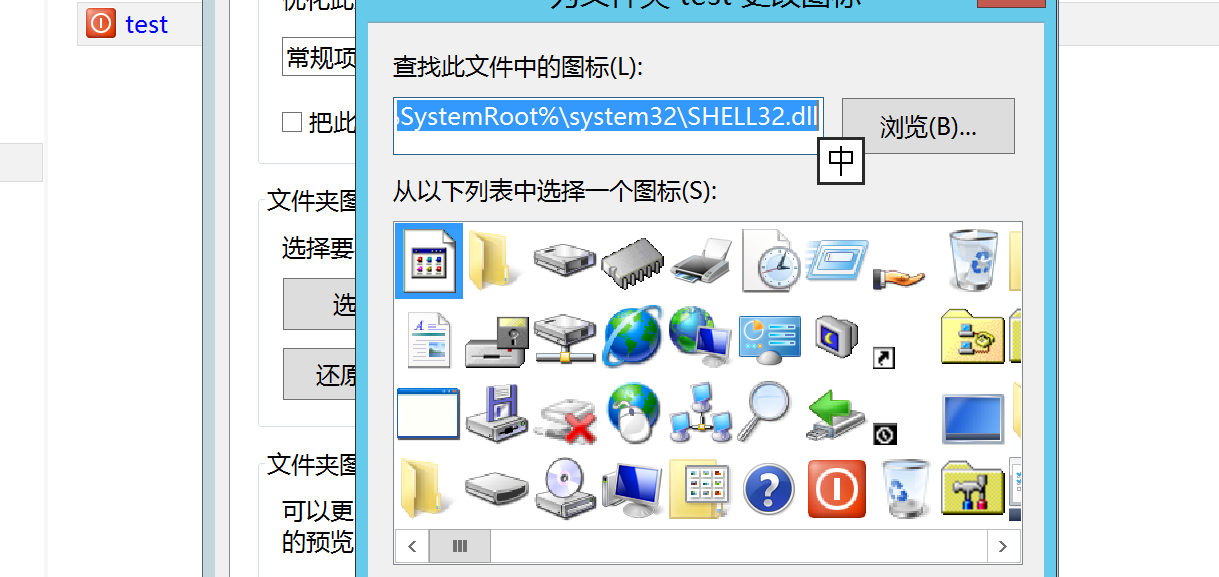 为文件夹 test 更改图标
test
优化此
常规项
把此
文件夹图
选择要
选
还原
文件夹图
可以更
的预览
查找此文件中的图标(L):
SystemRoot%\system32\SHELL32.dll
浏览(B)...
中
从以下列表中选择一个图标(S):